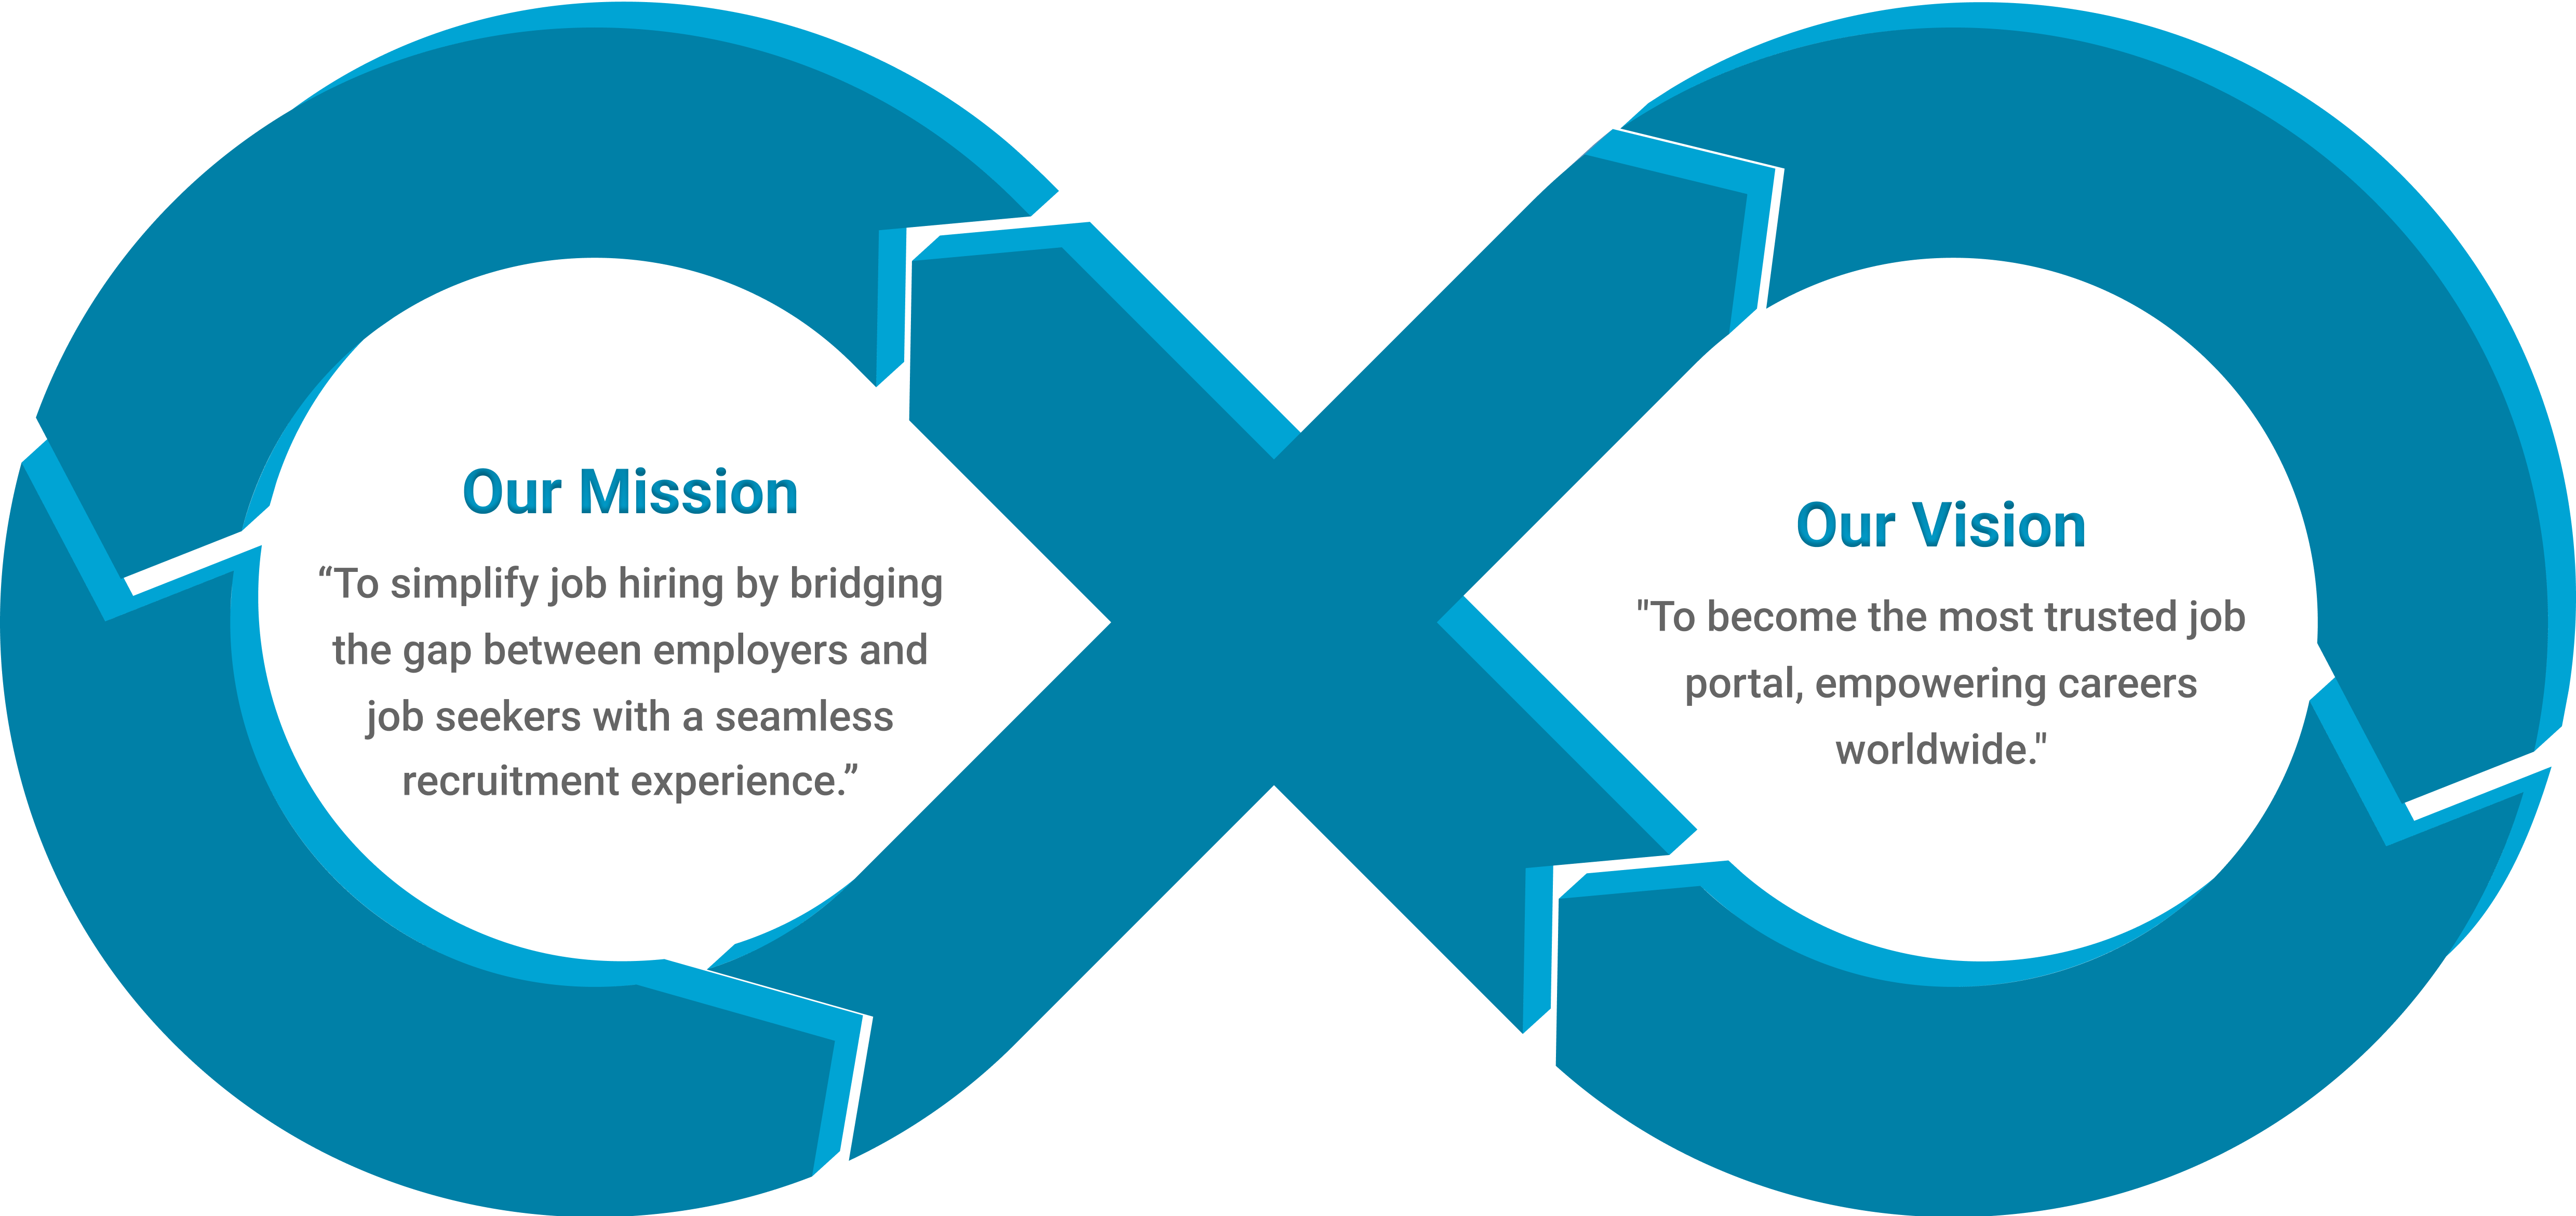 Our Mission
“To simplify job hiring by bridging
the gap between employers and
job seekers with a seamless
recruitment experience.”
Our Vision
"To become the most trusted job
portal, empowering careers
worldwide."